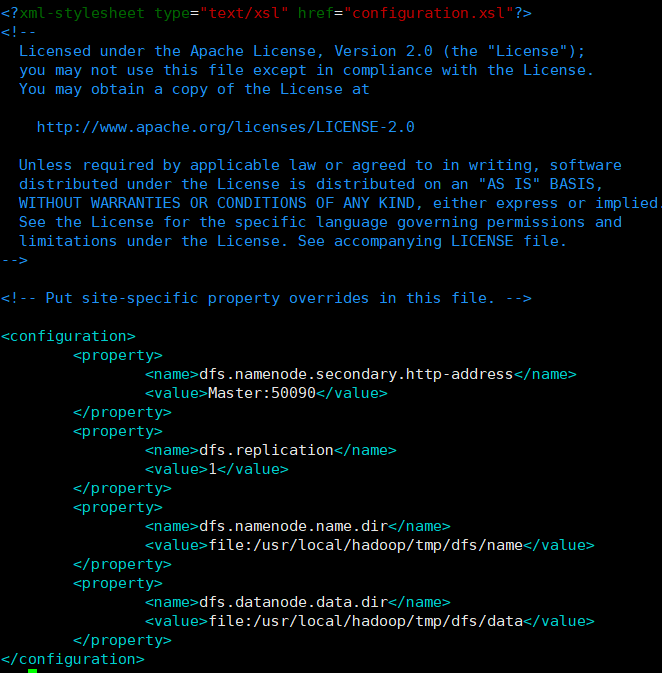 <?xml-stylesheet type="text/xsl" href="configuration.xsl"?>
<!--
  Licensed under the Apache License, Version 2.0 (the "License");
  you may not use this file except in compliance with the License.
  You may obtain a copy of the License at

    http://www.apache.org/licenses/LICENSE-2.0

  Unless required by applicable law or agreed to in writing, software
  distributed under the License is distributed on an "AS IS" BASIS,
  WITHOUT WARRANTIES OR CONDITIONS OF ANY KIND, either express or implied.
  See the License for the specific language governing permissions and
  limitations under the License. See accompanying LICENSE file.
-->

<!-- Put site-specific property overrides in this file. -->

<configuration>
        <property>
                <name>dfs.namenode.secondary.http-address</name>
                <value>Master:50090</value>
        </property>
        <property>
                <name>dfs.replication</name>
                <value>1</value>
        </property>
        <property>
                <name>dfs.namenode.name.dir</name>
                <value>file:/usr/local/hadoop/tmp/dfs/name</value>
        </property>
        <property>
                <name>dfs.datanode.data.dir</name>
                <value>file:/usr/local/hadoop/tmp/dfs/data</value>
        </property>
</configuration>